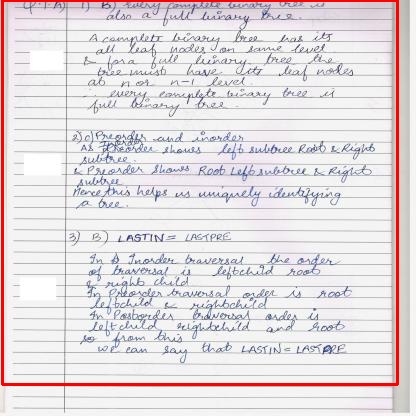 (P.T.R) 1) B) every complete binary tree is
also a full binary tree.
A complete binary tree has its
all leaf nodes on same level
& for a full binary tree the
tree must have its leaf nodes
at n or n-1 level.
∴ every complete binary tree is
full binary tree.
2) c) Preorder and inorder
As Inorder shows left subtree Root & Right
subtree.
& Preorder shows Root Left subtree & Right
subtree
Hence this helps us uniquely identifying
a tree.
3) B) LASTIN = LASTPRE
In Inorder traversal the order
of traversal is leftchild root
& right child
In Preorder traversal order is root
leftchild & rightchild
In Postorder traversal order is
leftchild rightchild and root
so from this
we can say that LASTIN = LASTPRE